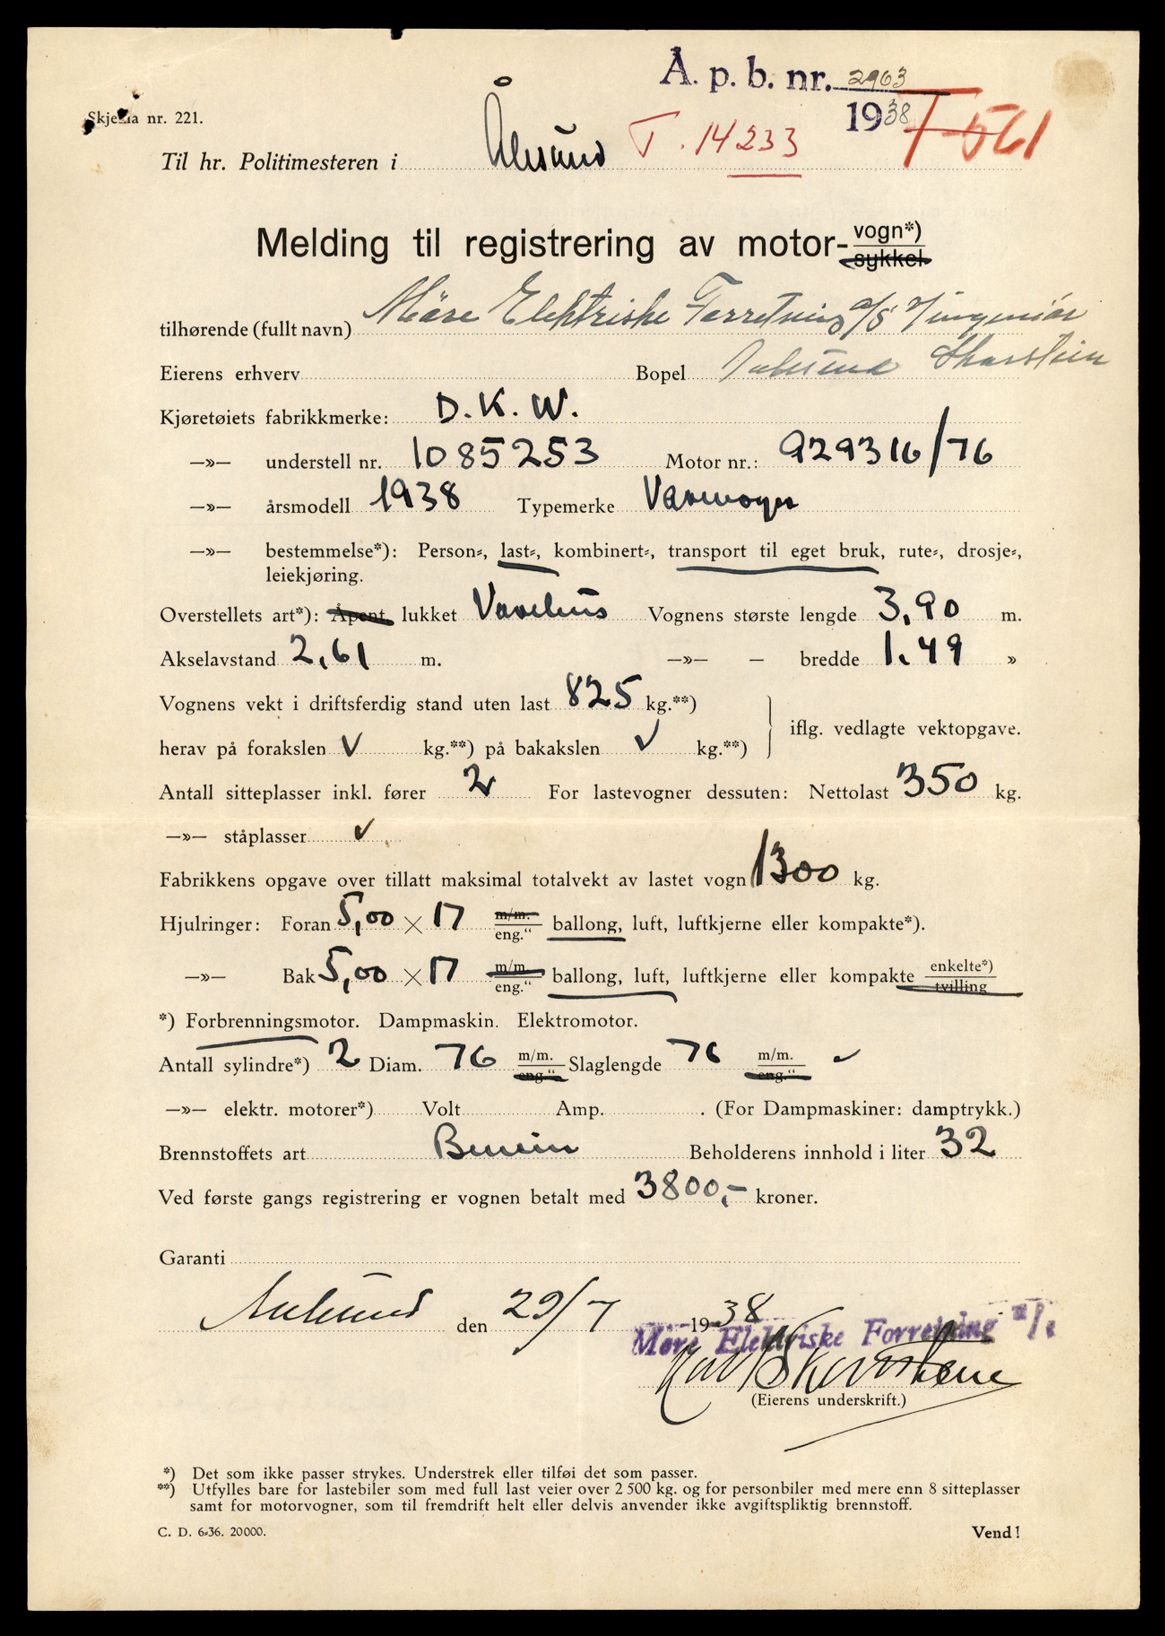 A. p. b. nr. 2963
1938
T-561
Skjema nr. 221.
Til hr. Politimesteren i Ålesund T. 14233
Melding til registrering av motor- vogn*)
sykkel
tilhørende (fullt navn) Møre Elektriske Forretning a/s v/ingeniør
Eierens erhverv Bopel Aalesund Skarstein
Kjøretøiets fabrikkmerke: D.K.W.
—»— understell nr. 1085253 Motor nr.: 929316/76
—»— årsmodell 1938 Typemerke Varevogn
—»— bestemmelse*): Person-, last-, kombinert-, transport til eget bruk, rute-, drosje-,
leiekjøring.
Overstellets art*): Åpent, lukket Varehus Vognens største lengde 3,90 m.
Akselavstand 2,61 m. —»— – bredde 1.49 »
Vognens vekt i driftsferdig stand uten last 825 kg.**)
iflg. vedlagte vektopgave.
herav på forakslen ✓ kg.**) på bakakslen ✓ kg.**)
Antall sitteplasser inkl. fører 2 For lastevogner dessuten: Nettolast 350 kg.
—»— ståplasser ✓
Fabrikkens opgave over tillatt maksimal totalvekt av lastet vogn 1300 kg.
Hjulringer: Foran 5,00 × 17 m/m. eng." ballong, luft, luftkjerne eller kompakte*).
—»— Bak 5,00 × 17 m/m. eng." ballong, luft, luftkjerne eller kompakte enkelte*) tvilling
*) Forbrenningsmotor. Dampmaskin. Elektromotor.
Antall sylindre*) 2 Diam. 76 m/m. eng." Slaglengde 76 m/m. eng." ✓
—»— elektr. motorer*) Volt Amp. . (For Dampmaskiner: damptrykk.)
Brennstoffets art Bensin Beholderens innhold i liter 32
Ved første gangs registrering er vognen betalt med 3800,- kroner.
Garanti
Aalesund den 29/7 1938
Møre Elektriske Forretning A/S
(Eierens underskrift.)
*) Det som ikke passer strykes. Understrek eller tilføi det som passer.
**) Utfylles bare for lastebiler som med full last veier over 2 500 kg. og for personbiler med mere enn 8 sitteplasser
samt for motorvogner, som til fremdrift helt eller delvis anvender ikke avgiftspliktig brennstoff.
C. D. 6-36. 20000. Vend!